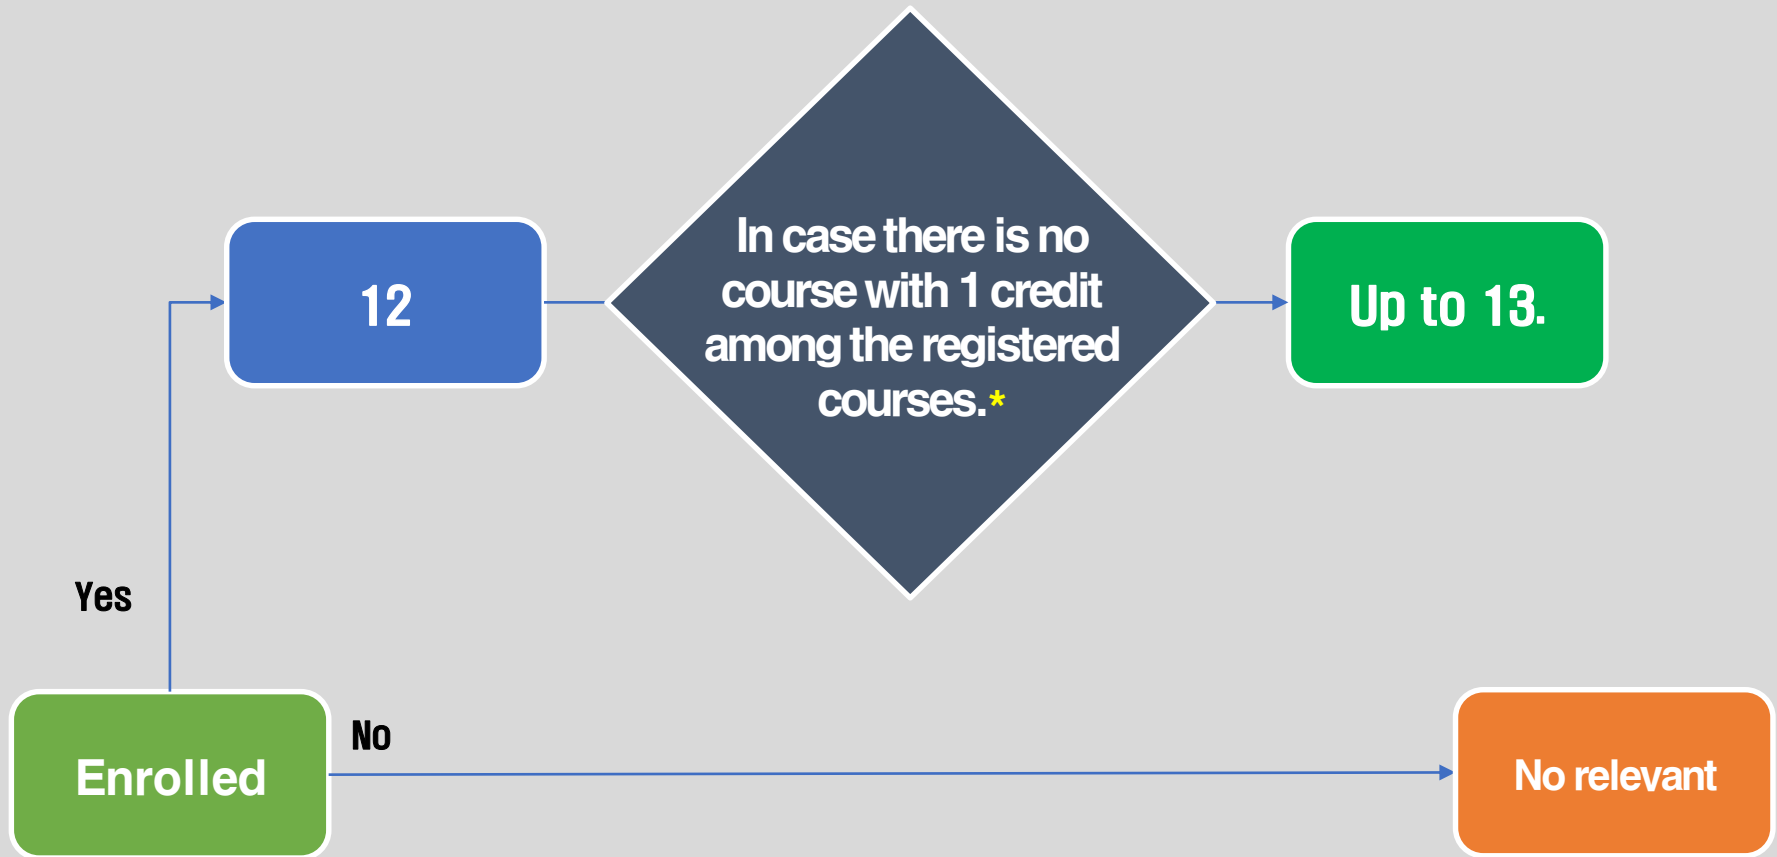 In case there is no
course with 1 credit
among the registered
courses.*
12
Up to 13.
Yes
No
Enrolled
No relevant